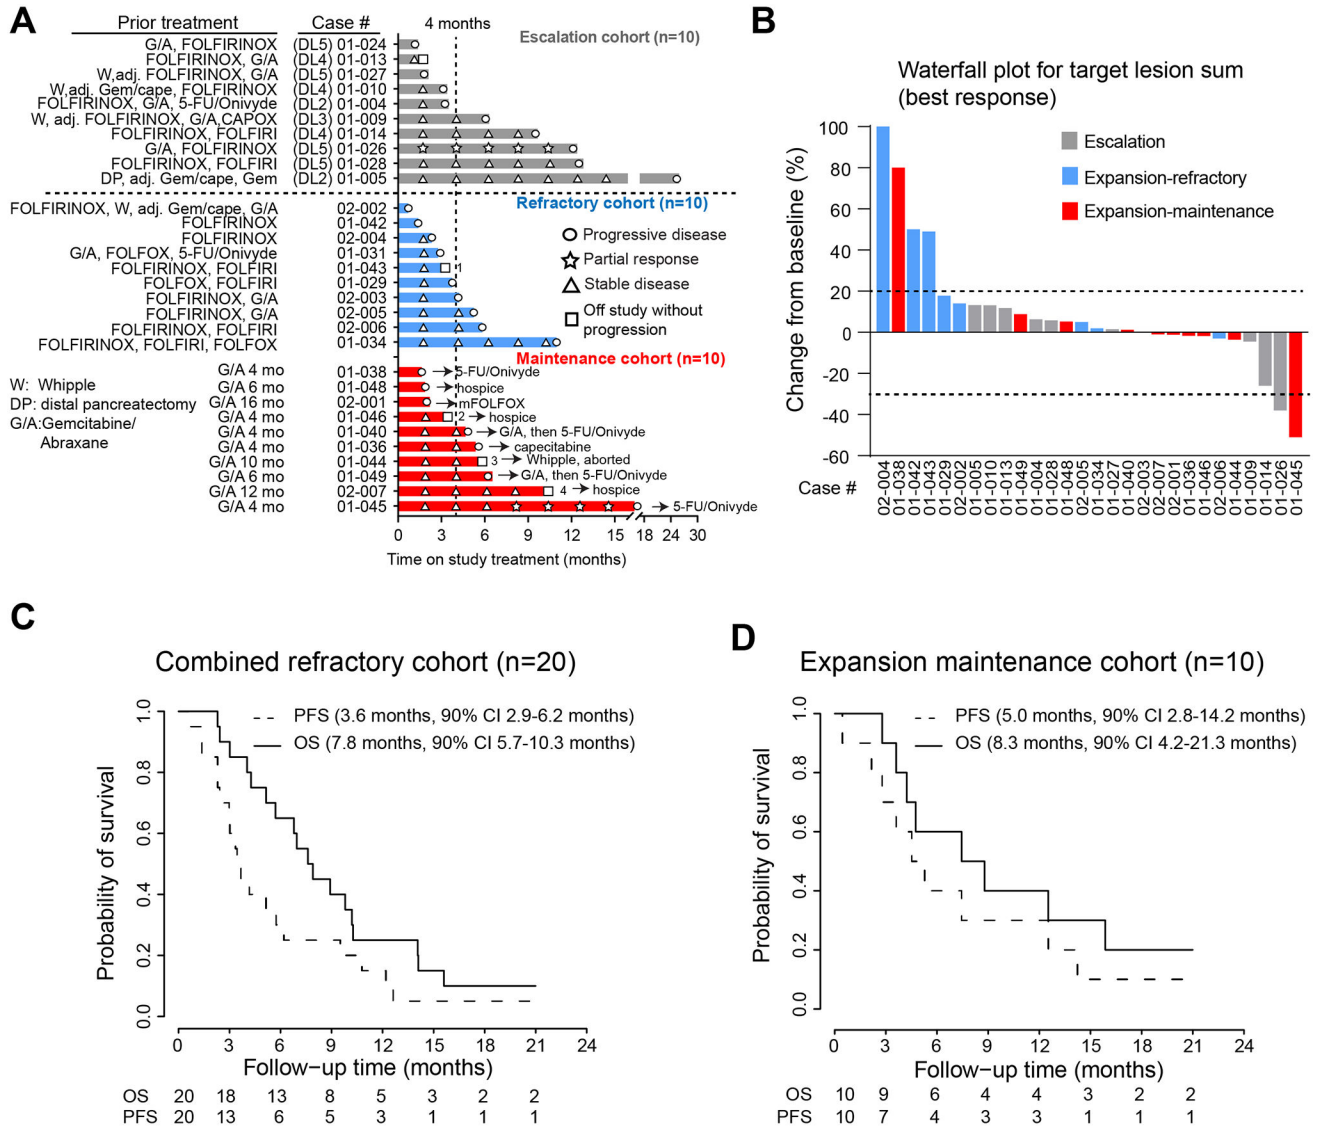 A
Prior treatment Case # 4 months
Escalation cohort (n=10)
G/A, FOLFIRINOX (DL5) 01-024
FOLFIRINOX, G/A (DL4) 01-013
W,adj. FOLFIRINOX, G/A (DL5) 01-027
W,adj. Gem/cape, FOLFIRINOX (DL4) 01-010
FOLFIRINOX, G/A, 5-FU/Onivyde (DL2) 01-004
W, adj. FOLFIRINOX, G/A,CAPOX (DL3) 01-009
FOLFIRINOX, FOLFIRI (DL4) 01-014
G/A, FOLFIRINOX (DL5) 01-026
FOLFIRINOX, FOLFIRI (DL5) 01-028
DP, adj. Gem/cape, Gem (DL2) 01-005
Refractory cohort (n=10)
FOLFIRINOX, W, adj. Gem/cape, G/A 02-002
FOLFIRINOX 01-042
FOLFIRINOX 02-004
G/A, FOLFOX, 5-FU/Onivyde 01-031
FOLFIRINOX, FOLFIRI 01-043 1
FOLFOX, FOLFIRI 01-029
FOLFIRINOX, G/A 02-003
FOLFIRINOX, G/A 02-005
FOLFIRINOX, FOLFIRI 02-006
FOLFIRINOX, FOLFIRI, FOLFOX 01-034
Progressive disease
Partial response
Stable disease
Off study without
progression
Maintenance cohort (n=10)
G/A 4 mo 01-038 5-FU/Onivyde
G/A 6 mo 01-048 hospice
G/A 16 mo 02-001 mFOLFOX
G/A 4 mo 01-046 2 hospice
G/A 4 mo 01-040 G/A, then 5-FU/Onivyde
G/A 4 mo 01-036 capecitabine
G/A 10 mo 01-044 3 Whipple, aborted
G/A 6 mo 01-049 G/A, then 5-FU/Onivyde
G/A 12 mo 02-007 4 hospice
G/A 4 mo 01-045 5-FU/Onivyde
W: Whipple
DP: distal pancreatectomy
G/A:Gemcitabine/
Abraxane
0 3 6 9 12 15 18 24 30
Time on study treatment (months)
B
Waterfall plot for target lesion sum
(best response)
Change from baseline (%)
100
80
60
40
20
0
-20
-40
-60
Escalation
Expansion-refractory
Expansion-maintenance
Case #
02-004
01-038
01-042
01-043
01-029
02-002
01-005
01-010
01-013
01-049
01-004
01-028
01-048
02-005
01-034
01-027
01-040
02-003
02-007
02-001
01-036
01-046
02-006
01-044
01-009
01-014
01-026
01-045
C
Combined refractory cohort (n=20)
PFS (3.6 months, 90% CI 2.9-6.2 months)
OS (7.8 months, 90% CI 5.7-10.3 months)
Probability of survival
1.0
0.8
0.6
0.4
0.2
0.0
0 3 6 9 12 15 18 21 24
Follow-up time (months)
OS 20 18 13 8 5 3 2 2
PFS 20 13 6 5 3 1 1 1
D
Expansion maintenance cohort (n=10)
PFS (5.0 months, 90% CI 2.8-14.2 months)
OS (8.3 months, 90% CI 4.2-21.3 months)
Probability of survival
1.0
0.8
0.6
0.4
0.2
0.0
0 3 6 9 12 15 18 21 24
Follow-up time (months)
OS 10 9 6 4 4 3 2 2
PFS 10 7 4 3 3 1 1 1